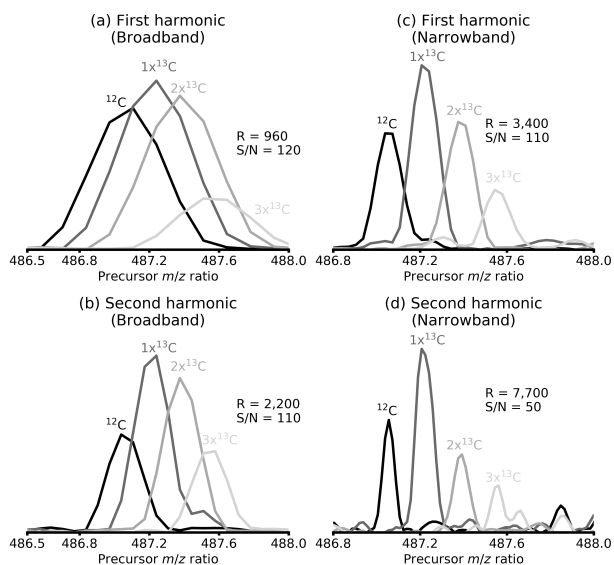 (a) First harmonic
(Broadband)
1x¹³C
¹²C
2x¹³C
R = 960
S/N = 120
3x¹³C
486.5 486.8 487.2 487.6 488.0
Precursor m/z ratio
(c) First harmonic
(Narrowband)
1x¹³C
¹²C
2x¹³C
R = 3,400
S/N = 110
3x¹³C
486.8 487.2 487.6 488.0
Precursor m/z ratio
(b) Second harmonic
(Broadband)
1x¹³C
2x¹³C
¹²C
R = 2,200
S/N = 110
3x¹³C
486.5 486.8 487.2 487.6 488.0
Precursor m/z ratio
(d) Second harmonic
(Narrowband)
1x¹³C
¹²C
R = 7,700
S/N = 50
2x¹³C
3x¹³C
486.8 487.2 487.6 488.0
Precursor m/z ratio